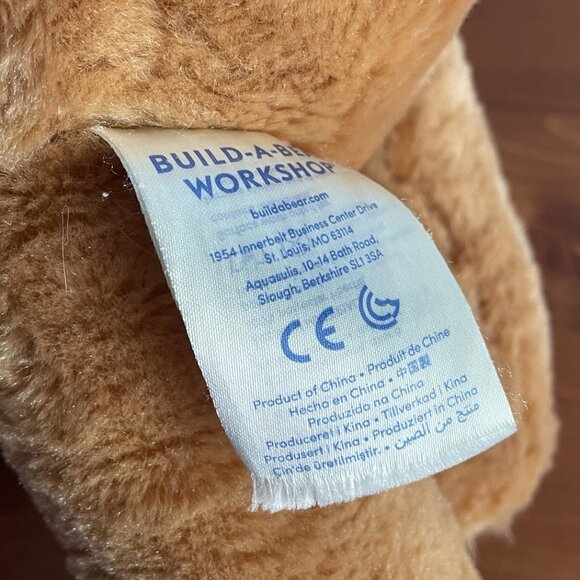 BUILD-A-BEAR
WORKSHOP
buildabear.com
1954 Innerbelt Business Center Drive
St. Louis, MO 63114
Aquasulis, 10-14 Bath Road,
Slough, Berkshire SL1 3SA
CE
Product of China • Produit de Chine
Hecho en China • 中国製
Produzido na China
Produceret i Kina • Tillverkad i Kina
Produsert i Kina • Produziert in China
Çin'de üretilmiştir. • منتج من الصين